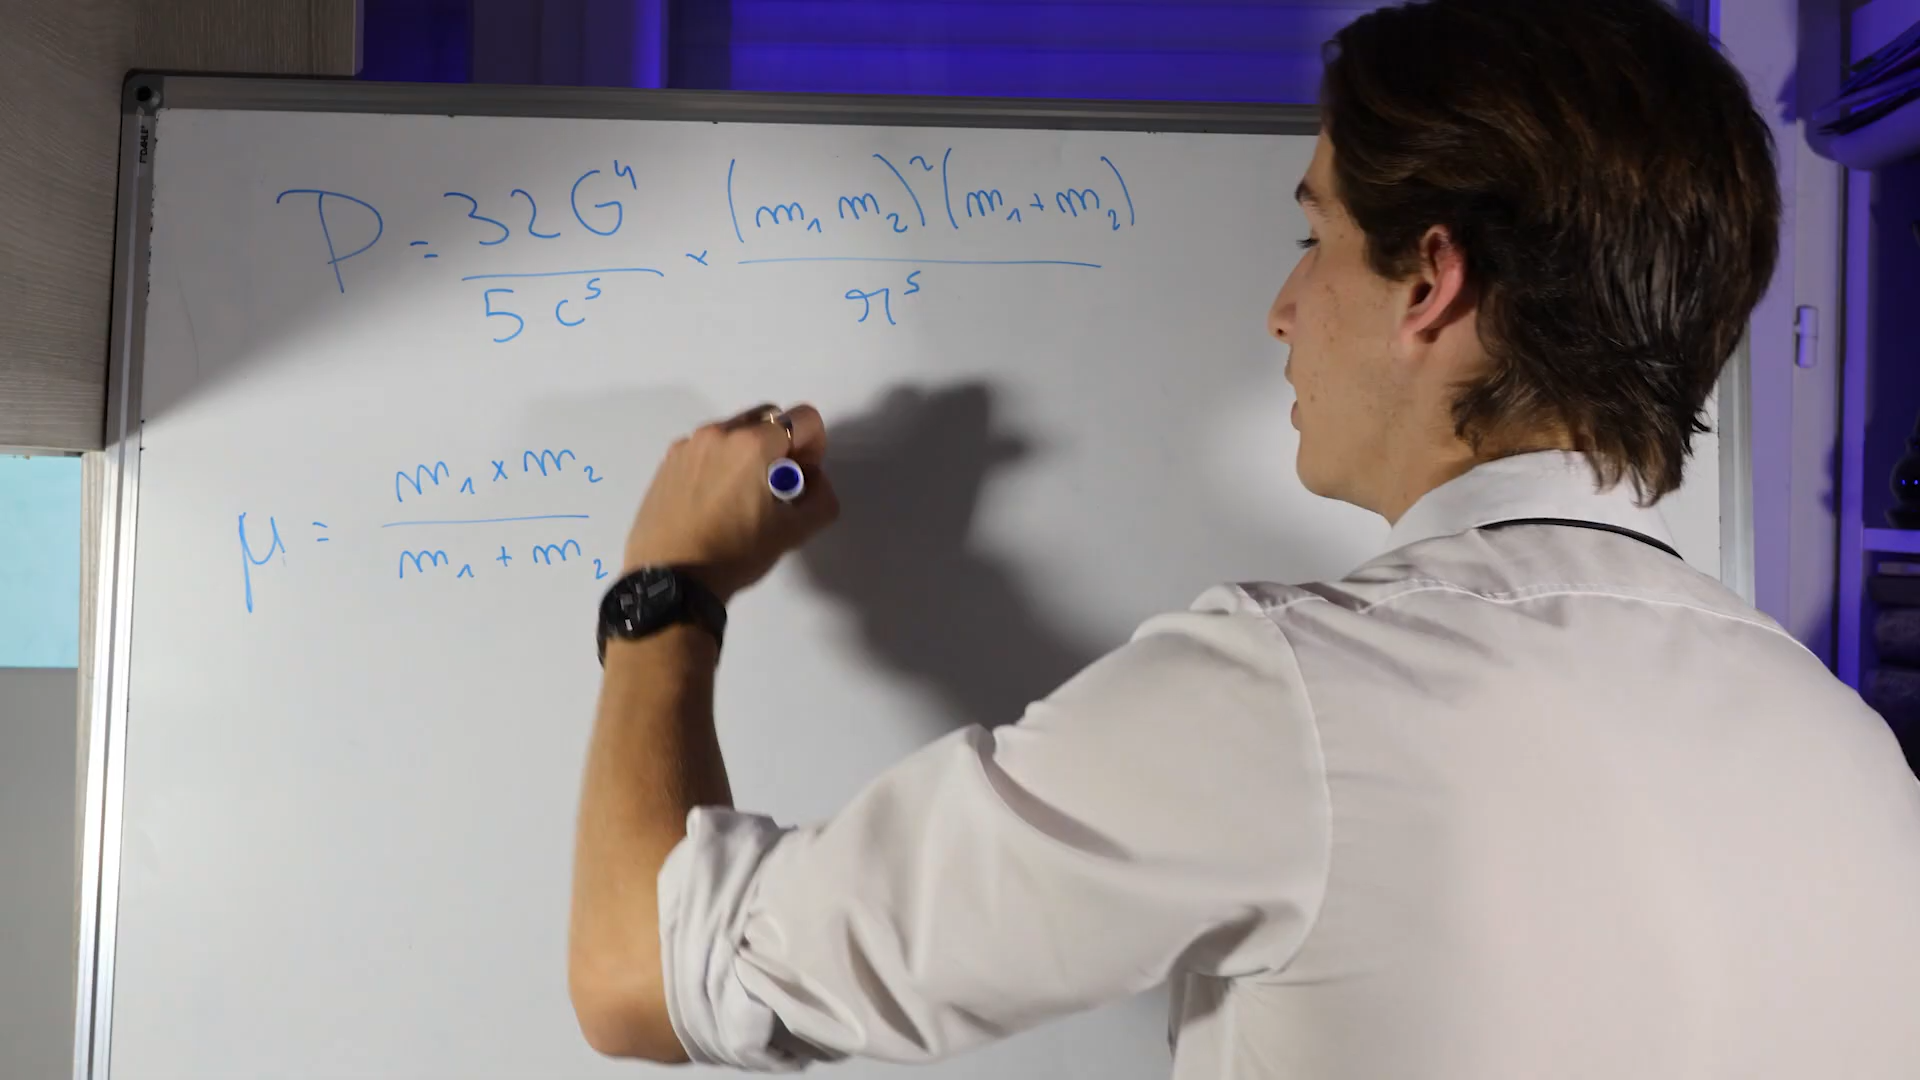 P = 32G⁴/5c⁵ × (m₁ m₂)²(m₁+m₂)/r⁵
μ = m₁ × m₂/m₁ + m₂